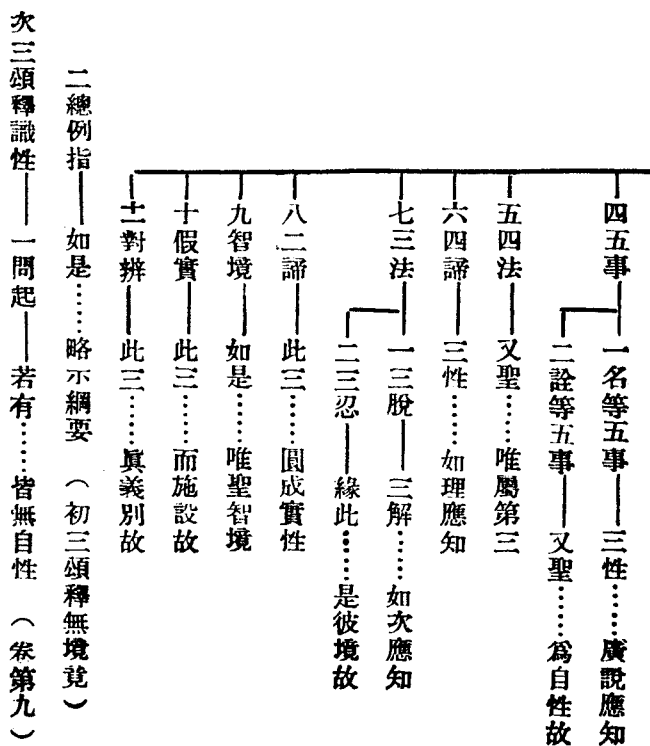 四五事——一名等五事——三性……廣說應知
二詮等五事——又聖……爲自性故
五四法——又聖……唯屬第三
六四諦——三性……如理應知
七三法——一三脫——三解……如次應知
二三忍——緣此……是彼境故
八二諦——此三……圓成實性
九智境——如是……唯聖智境
十假實——此三……而施設故
十一對辨——此三……眞義別故
二總例指——如是……略示綱要（初三頌釋無境竟）
次三頌釋識性——一問起——若有……皆無自性（卷第九）